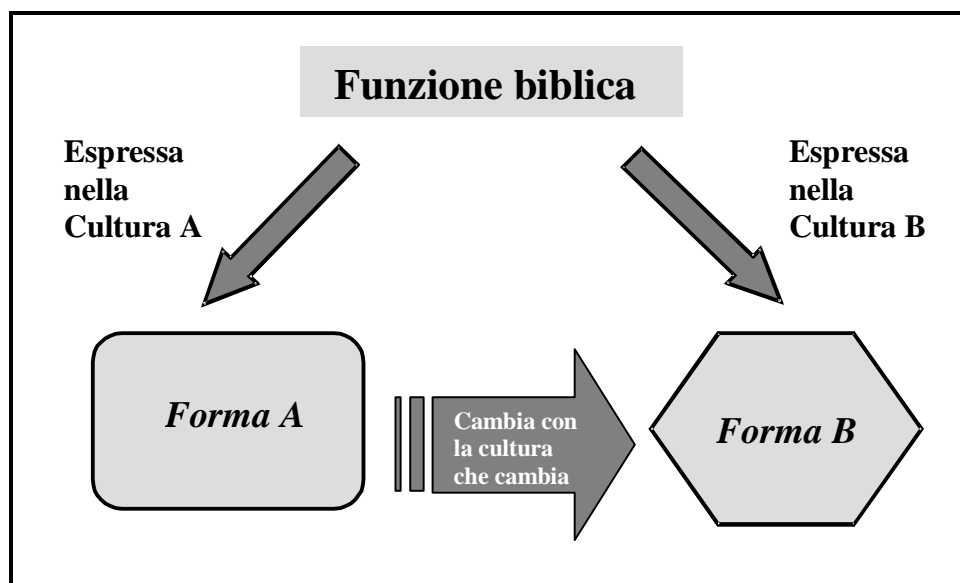 Funzione biblica
Espressa
nella
Cultura A
Espressa
nella
Cultura B
Forma A
Cambia con
la cultura
che cambia
Forma B